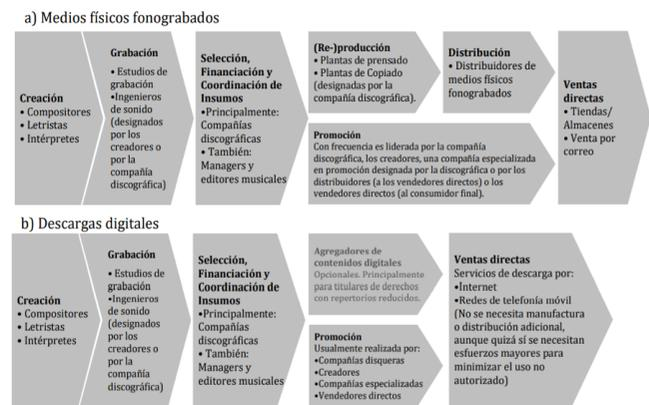 a) Medios físicos fonograbados
Creación
• Compositores
• Letristas
• Intérpretes
Grabación
• Estudios de
grabación
•Ingenieros
de sonido
(designados
por los
creadores o
por la
compañía
discográfica)
Selección,
Financiación y
Coordinación de
Insumos
•Principalmente:
Compañías
discográficas
• También:
Managers y
editores musicales
(Re-)producción
• Plantas de prensado
• Plantas de Copiado
(designadas por la
compañía discográfica).
Distribución
• Distribuidores de
medios físicos
fonograbados
Promoción
Con frecuencia es liderada por la compañía
discográfica, los creadores, una compañía especializada
en promoción designada por la discográfica o por los
distribuidores (a los vendedores directos) o los
vendedores directos (al consumidor final).
Ventas
directas
• Tiendas/
Almacenes
• Venta por
correo
b) Descargas digitales
Creación
• Compositores
• Letristas
• Intérpretes
Grabación
• Estudios de
grabación
•Ingenieros
de sonido
(designados
por los
creadores o
por la
compañía
discográfica)
Selección,
Financiación y
Coordinación de
Insumos
•Principalmente:
Compañías
discográficas
• También:
Managers y
editores musicales
Agregadores de
contenidos digitales
Opcionales. Principalmente
para titulares de derechos
con repertorios reducidos.
Promoción
Usualmente realizada por:
•Compañías disqueras
•Creadores
•Compañías especializadas
•Vendedores directos
Ventas directas
Servicios de descarga por:
•Internet
•Redes de telefonía móvil
(No se necesita manufactura
o distribución adicional,
aunque quizá sí se necesitan
esfuerzos mayores para
minimizar el uso no
autorizado)